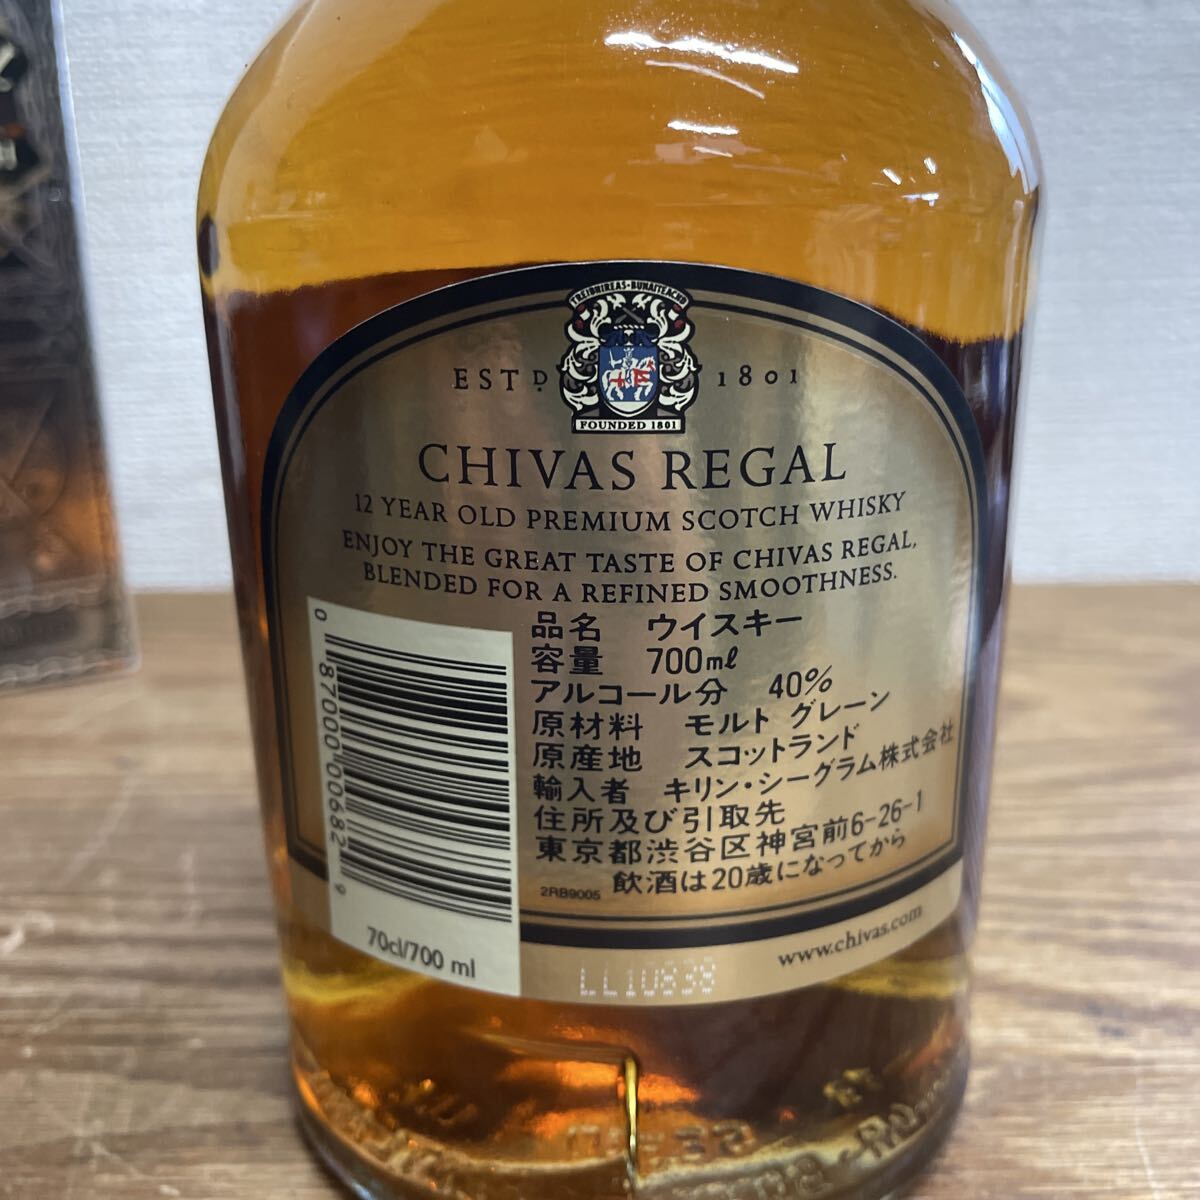 TREIBHIREAS - BUNAITEACHD
ESTD 1801
FOUNDED 1801
CHIVAS REGAL
12 YEAR OLD PREMIUM SCOTCH WHISKY
ENJOY THE GREAT TASTE OF CHIVAS REGAL,
BLENDED FOR A REFINED SMOOTHNESS.
品名 ウイスキー
容量 700mℓ
アルコール分 40%
原材料 モルト グレーン
原産地 スコットランド
輸入者 キリン・シーグラム株式会社
住所及び引取先
東京都渋谷区神宮前6-26-1
飲酒は20歳になってから
2RB9005
0 87000 00682 9
70cl/700 ml
www.chivas.com